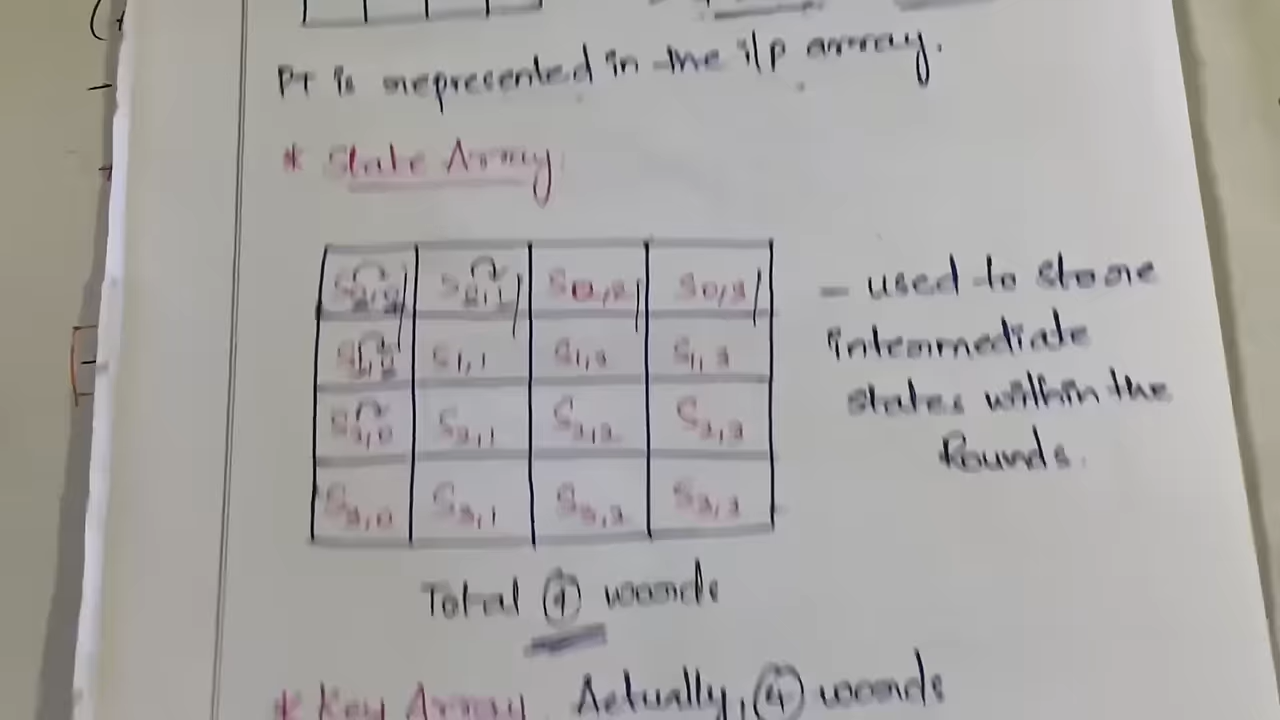 PT is represented in the i/p array.
* State Array.
S0,0 S0,1 S0,2 S0,3
S1,0 S1,1 S1,2 S1,3
S2,0 S2,1 S2,2 S2,3
S3,0 S3,1 S3,2 S3,3
- used to store
intermediate
states within the
Rounds.
Total 4 words
* Key Array Actually, 4 words